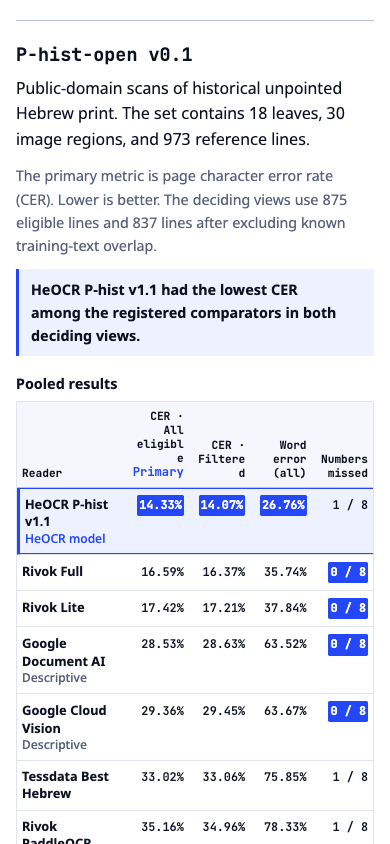 P-hist-open v0.1
Public-domain scans of historical unpointed
Hebrew print. The set contains 18 leaves, 30
image regions, and 973 reference lines.
The primary metric is page character error rate
(CER). Lower is better. The deciding views use 875
eligible lines and 837 lines after excluding known
training-text overlap.
HeOCR P-hist v1.1 had the lowest CER
among the registered comparators in both
deciding views.
Pooled results
Reader
CER ·
All
eligibl
e
Primary
CER ·
Filtere
d
Word
error
(all)
Numbers
missed
HeOCR P-hist
v1.1
HeOCR model
14.33% 14.07% 26.76% 1 / 8
Rivok Full 16.59% 16.37% 35.74% 0 / 8
Rivok Lite 17.42% 17.21% 37.84% 0 / 8
Google
Document AI
Descriptive
28.53% 28.63% 63.52% 0 / 8
Google Cloud
Vision
Descriptive
29.36% 29.45% 63.67% 0 / 8
Tessdata Best
Hebrew
33.02% 33.06% 75.85% 1 / 8
Rivok
PaddleOCR
35.16% 34.96% 78.33% 1 / 8